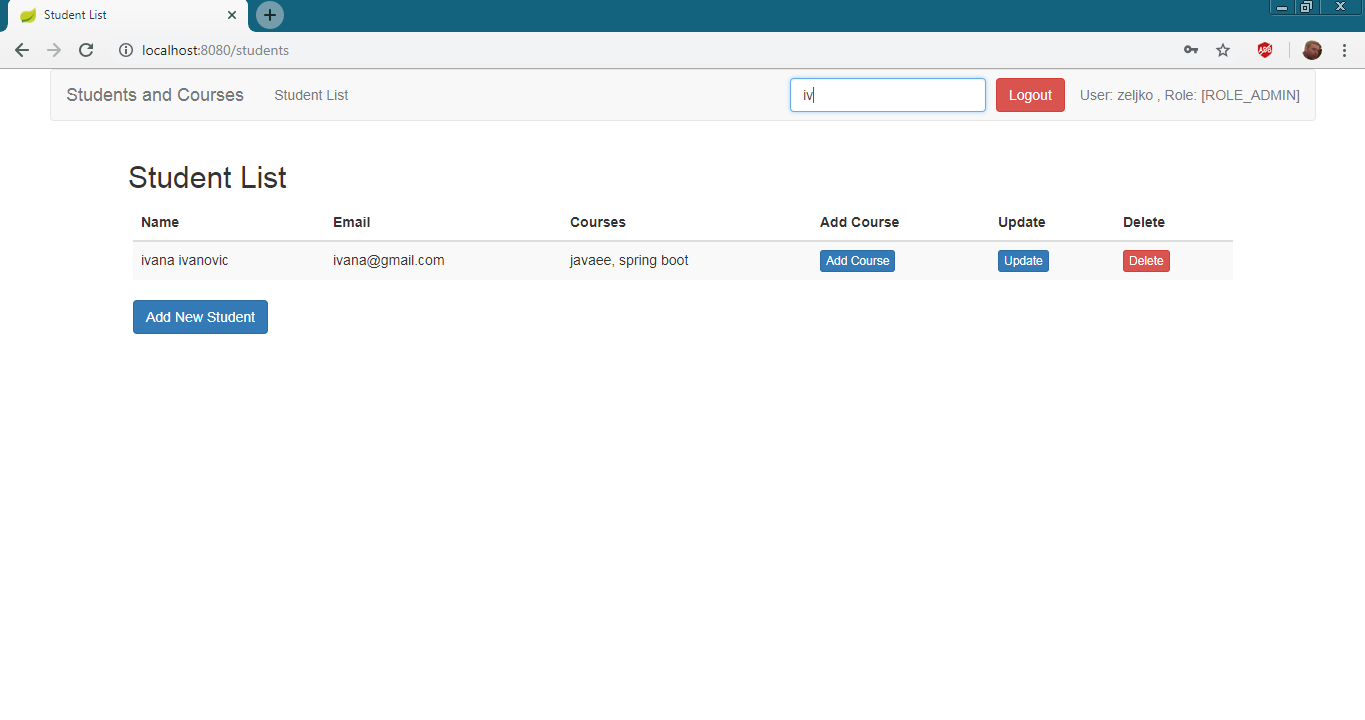 Student List
localhost:8080/students
ABP
Students and Courses Student List iv Logout User: zeljko , Role: [ROLE_ADMIN]
Student List
Name Email Courses Add Course Update Delete
ivana ivanovic ivana@gmail.com javaee, spring boot Add Course Update Delete
Add New Student